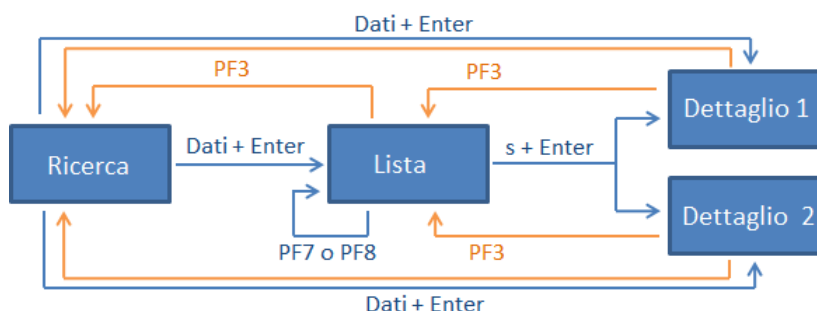 Dati + Enter
PF3
PF3
Dettaglio 1
Ricerca
Dati + Enter
Lista
s + Enter
Dettaglio 2
PF7 o PF8
PF3
Dati + Enter